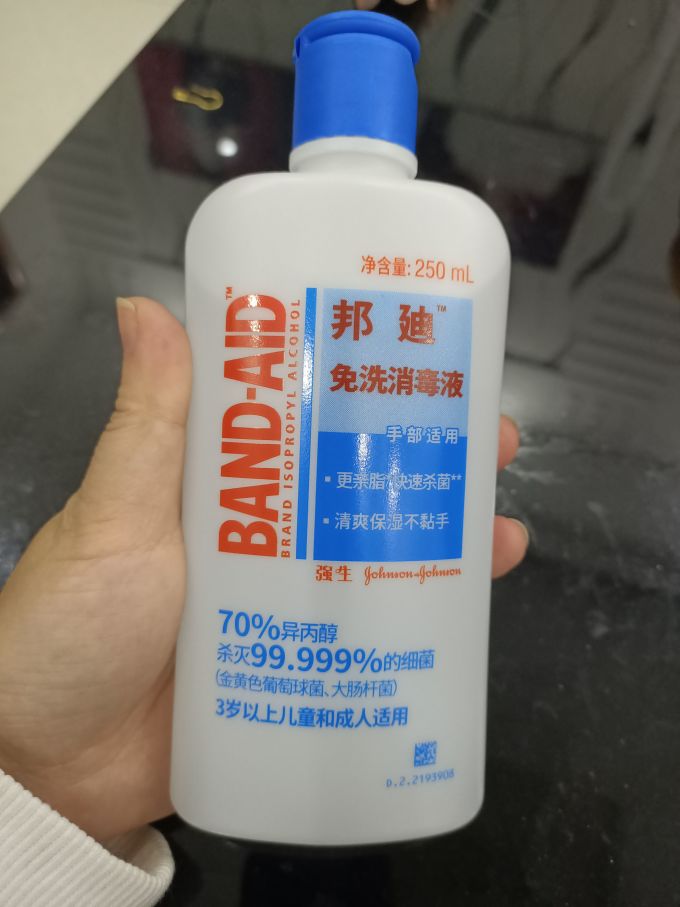 净含量: 250 mL
BAND-AID™
BRAND ISOPROPYL ALCOHOL
邦迪™
免洗消毒液
手部适用
▪ 更亲脂*快速杀菌**
▪ 清爽保湿不黏手
强生 Johnson+Johnson
70%异丙醇
杀灭99.999%的细菌
(金黄色葡萄球菌、大肠杆菌)
3岁以上儿童和成人适用
D.2.2193908